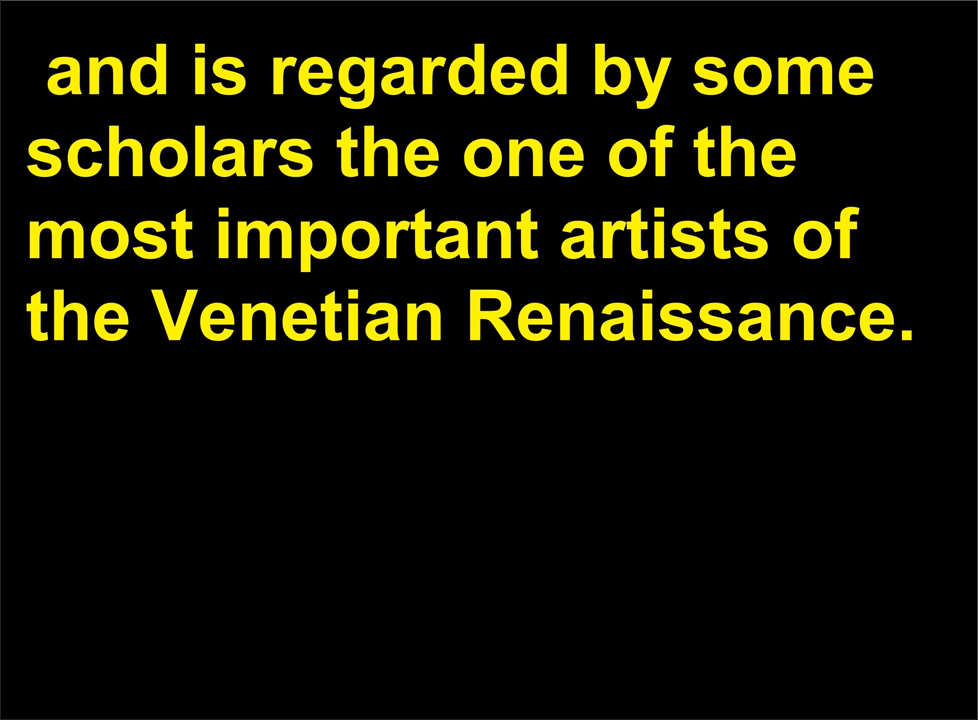 and is regarded by some
scholars the one of the
most important artists of
the Venetian Renaissance.